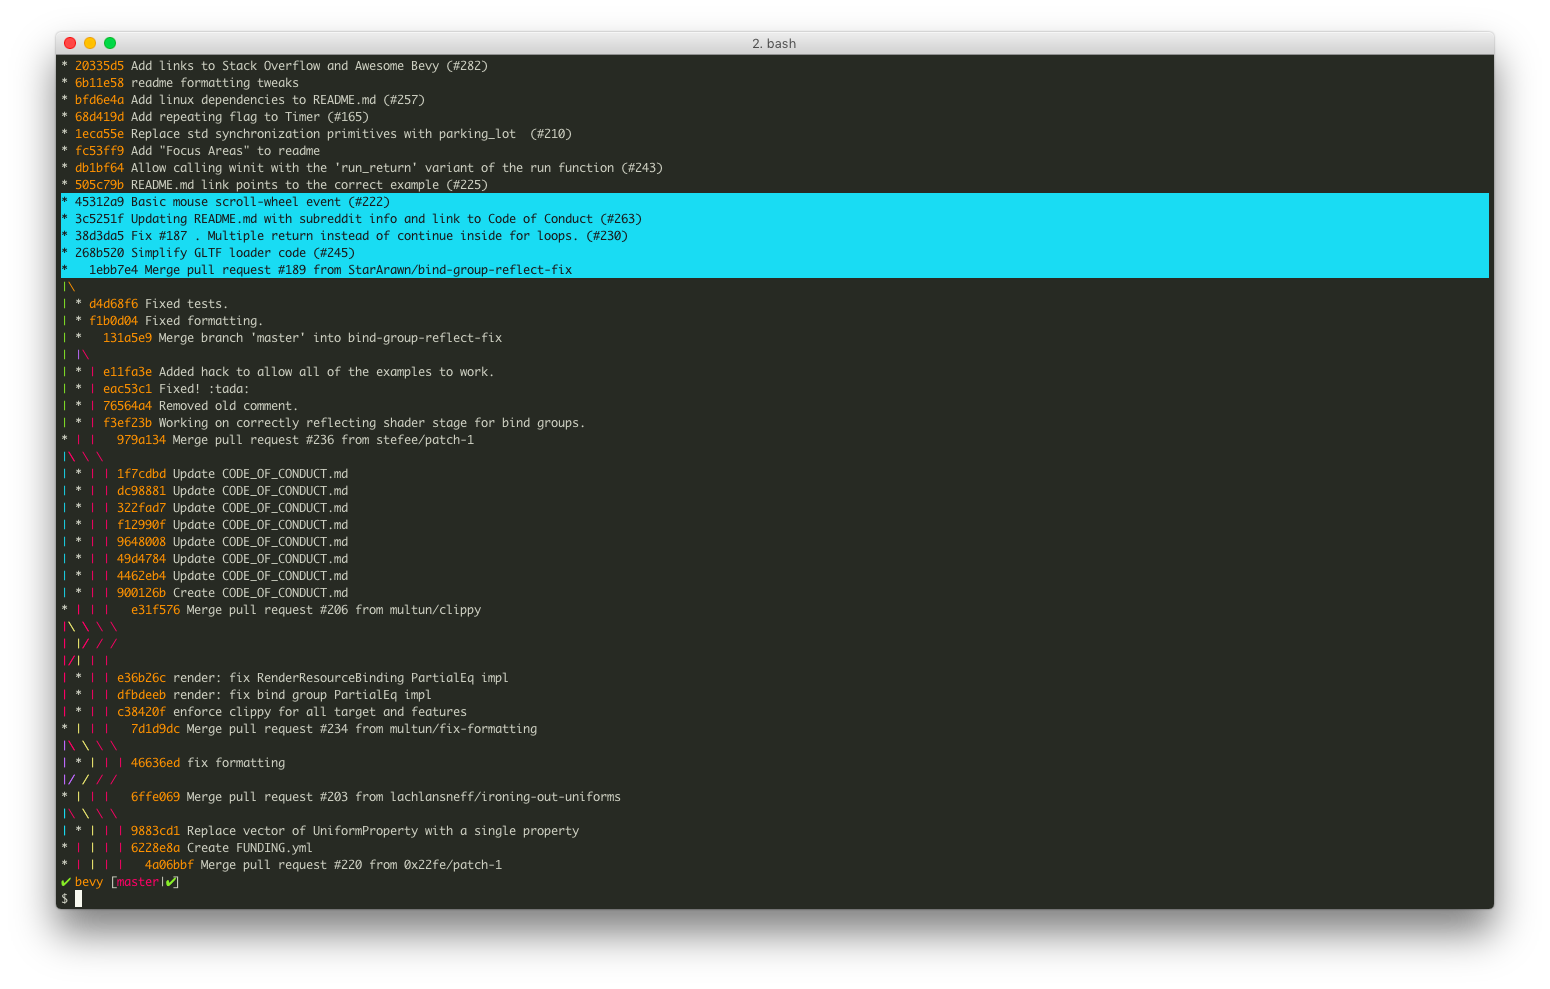 2. bash
* 20335d5 Add links to Stack Overflow and Awesome Bevy (#282)
* 6b11e58 readme formatting tweaks
* bfd6e4a Add linux dependencies to README.md (#257)
* 68d419d Add repeating flag to Timer (#165)
* 1eca55e Replace std synchronization primitives with parking_lot  (#210)
* fc53ff9 Add "Focus Areas" to readme
* db1bf64 Allow calling winit with the 'run_return' variant of the run function (#243)
* 505c79b README.md link points to the correct example (#225)
* 45312a9 Basic mouse scroll-wheel event (#222)
* 3c5251f Updating README.md with subreddit info and link to Code of Conduct (#263)
* 38d3da5 Fix #187 . Multiple return instead of continue inside for loops. (#230)
* 268b520 Simplify GLTF loader code (#245)
*   1ebb7e4 Merge pull request #189 from StarArawn/bind-group-reflect-fix
|\
| * d4d68f6 Fixed tests.
| * f1b0d04 Fixed formatting.
| *   131a5e9 Merge branch 'master' into bind-group-reflect-fix
| |\
| * | e11fa3e Added hack to allow all of the examples to work.
| * | eac53c1 Fixed! :tada:
| * | 76564a4 Removed old comment.
| * | f3ef23b Working on correctly reflecting shader stage for bind groups.
* | |   979a134 Merge pull request #236 from stefee/patch-1
|\ \ \
| * | | 1f7cdbd Update CODE_OF_CONDUCT.md
| * | | dc98881 Update CODE_OF_CONDUCT.md
| * | | 322fad7 Update CODE_OF_CONDUCT.md
| * | | f12990f Update CODE_OF_CONDUCT.md
| * | | 9648008 Update CODE_OF_CONDUCT.md
| * | | 49d4784 Update CODE_OF_CONDUCT.md
| * | | 4462eb4 Update CODE_OF_CONDUCT.md
| * | | 900126b Create CODE_OF_CONDUCT.md
* | | |   e31f576 Merge pull request #206 from multun/clippy
|\ \ \ \
| |/ / /
|/| | |
| * | | e36b26c render: fix RenderResourceBinding PartialEq impl
| * | | dfbdeeb render: fix bind group PartialEq impl
| * | | c38420f enforce clippy for all target and features
* | | |   7d1d9dc Merge pull request #234 from multun/fix-formatting
|\ \ \ \
| * | | | 46636ed fix formatting
|/ / / /
* | | |   6ffe069 Merge pull request #203 from lachlansneff/ironing-out-uniforms
|\ \ \ \
| * | | | 9883cd1 Replace vector of UniformProperty with a single property
* | | | | 6228e8a Create FUNDING.yml
* | | | |   4a06bbf Merge pull request #220 from 0x22fe/patch-1
✔ bevy [master|✔]
$